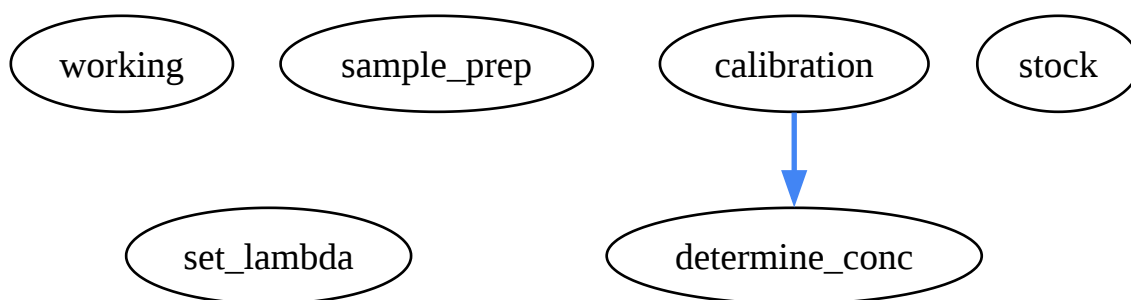 working
sample_prep
calibration
stock
set_lambda
determine_conc